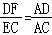 DF/EC = AD/AC